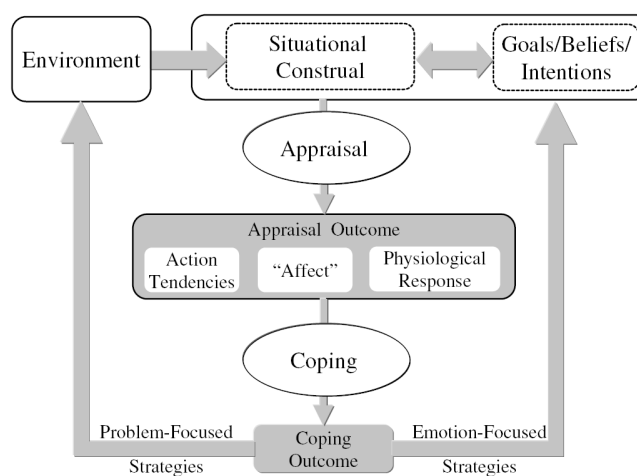 Environment
Situational
Construal
Goals/Beliefs/
Intentions
Appraisal
Appraisal Outcome
Action
Tendencies
“Affect”
Physiological
Response
Coping
Problem-Focused
Strategies
Coping
Outcome
Emotion-Focused
Strategies